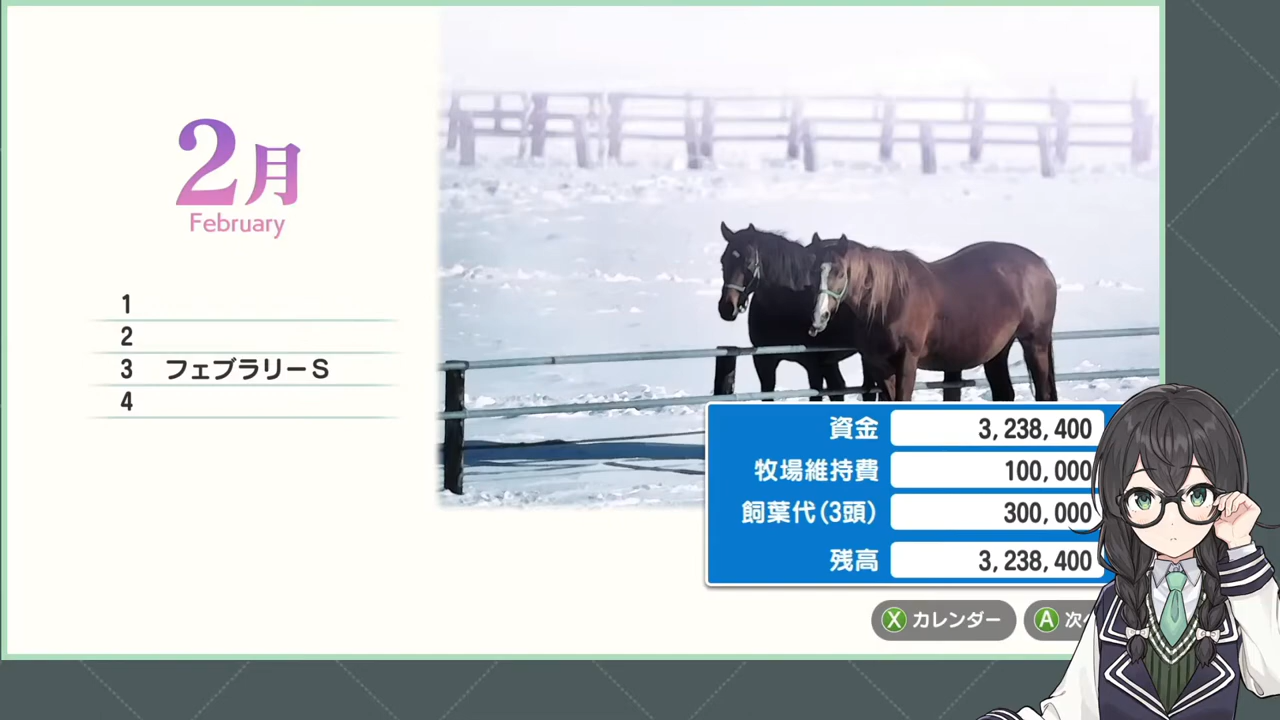 2月
February
1
2
3 フェブラリーS
4
資金 3,238,400
牧場維持費 100,000
飼葉代(3頭) 300,000
残高 3,238,400
X カレンダー
A 次